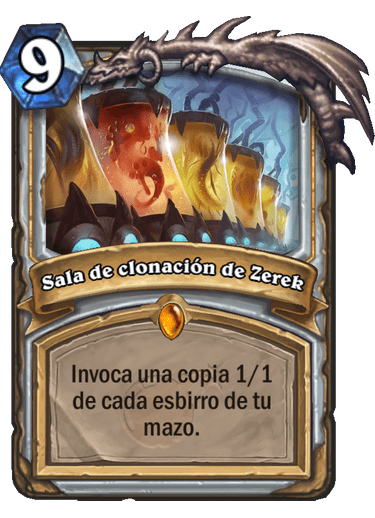 9
Sala de clonación de Zerek
Invoca una copia 1/1
de cada esbirro de tu
mazo.